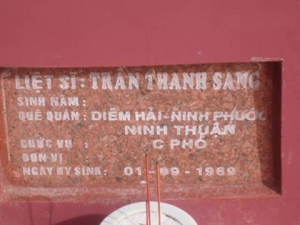 LIỆT SĨ: TRẦN THANH SANG
SINH NĂM :
QUÊ QUÁN : DIÊM HẢI-NINH PHƯỚC
NINH THUẬN
CHỨC VỤ : C PHÓ
ĐƠN VỊ :
NGÀY HY SINH: 01-09-1969